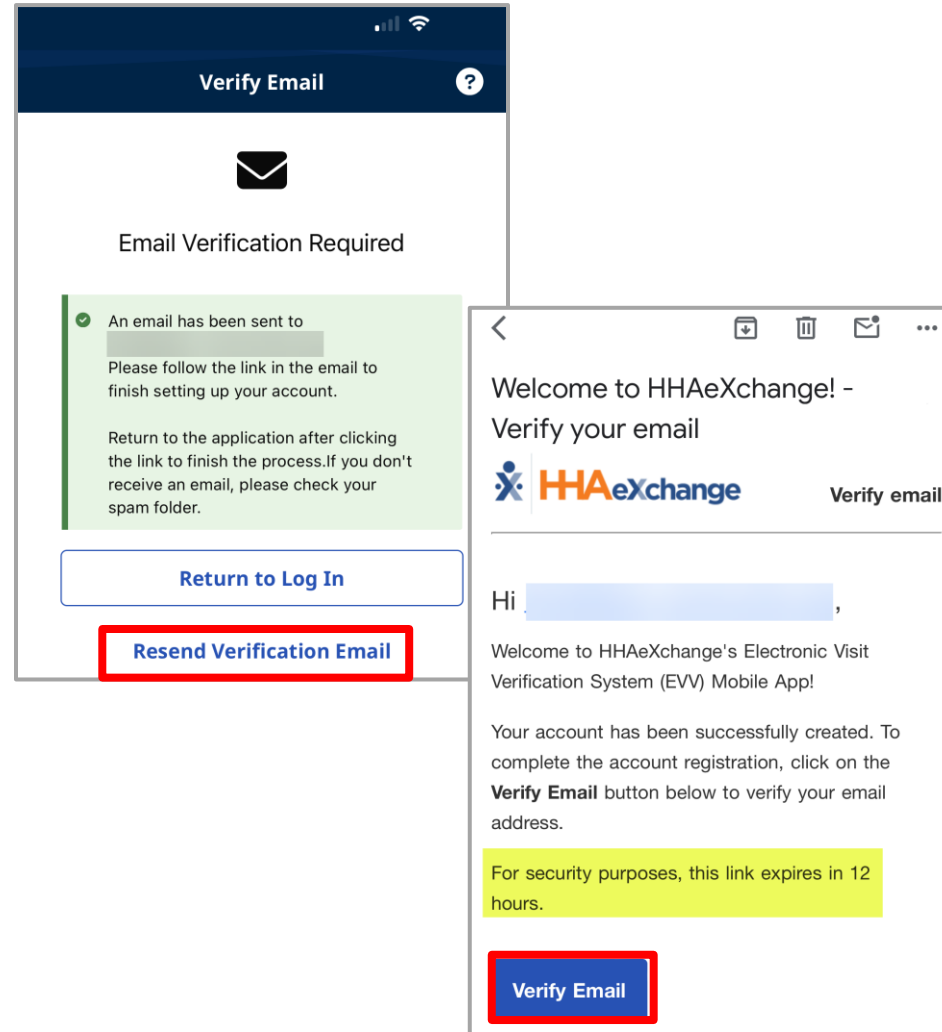 Verify Email
?
Email Verification Required
An email has been sent to
Please follow the link in the email to
finish setting up your account.
Return to the application after clicking
the link to finish the process.If you don't
receive an email, please check your
spam folder.
Return to Log In
Resend Verification Email
Welcome to HHAeXchange! -
Verify your email
HHAeXchange
Verify email
Hi ,
Welcome to HHAeXchange's Electronic Visit
Verification System (EVV) Mobile App!
Your account has been successfully created. To
complete the account registration, click on the
Verify Email button below to verify your email
address.
For security purposes, this link expires in 12
hours.
Verify Email